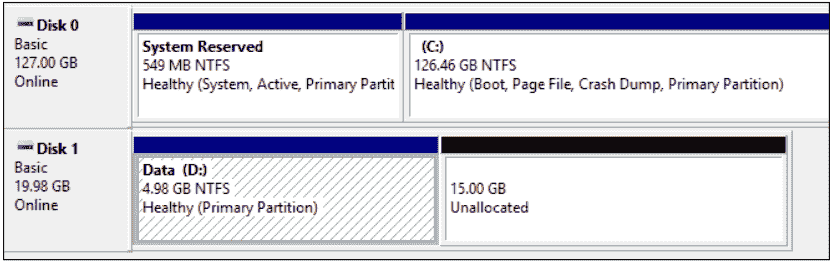 Disk 0
Basic
127.00 GB
Online
System Reserved
549 MB NTFS
Healthy (System, Active, Primary Partit
(C:)
126.46 GB NTFS
Healthy (Boot, Page File, Crash Dump, Primary Partition)
Disk 1
Basic
19.98 GB
Online
Data (D:)
4.98 GB NTFS
Healthy (Primary Partition)
15.00 GB
Unallocated